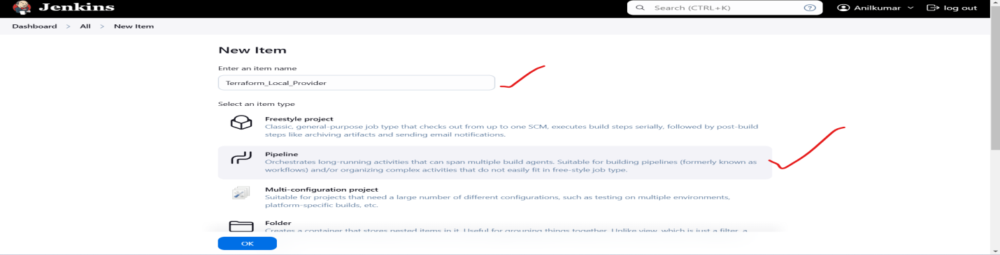 Jenkins
Search (CTRL+K)
?
Anilkumar
log out
Dashboard > All > New Item
New Item
Enter an item name
Terraform_Local_Provider
Select an item type
Freestyle project
Classic, general-purpose job type that checks out from up to one SCM, executes build steps serially, followed by post-build
steps like archiving artifacts and sending email notifications.
Pipeline
Orchestrates long-running activities that can span multiple build agents. Suitable for building pipelines (formerly known as
workflows) and/or organizing complex activities that do not easily fit in free-style job type.
Multi-configuration project
Suitable for projects that need a large number of different configurations, such as testing on multiple environments,
platform-specific builds, etc.
Folder
Creates a container that stores nested items in it. Useful for grouping things together. Unlike view, which is just a filter, a
OK